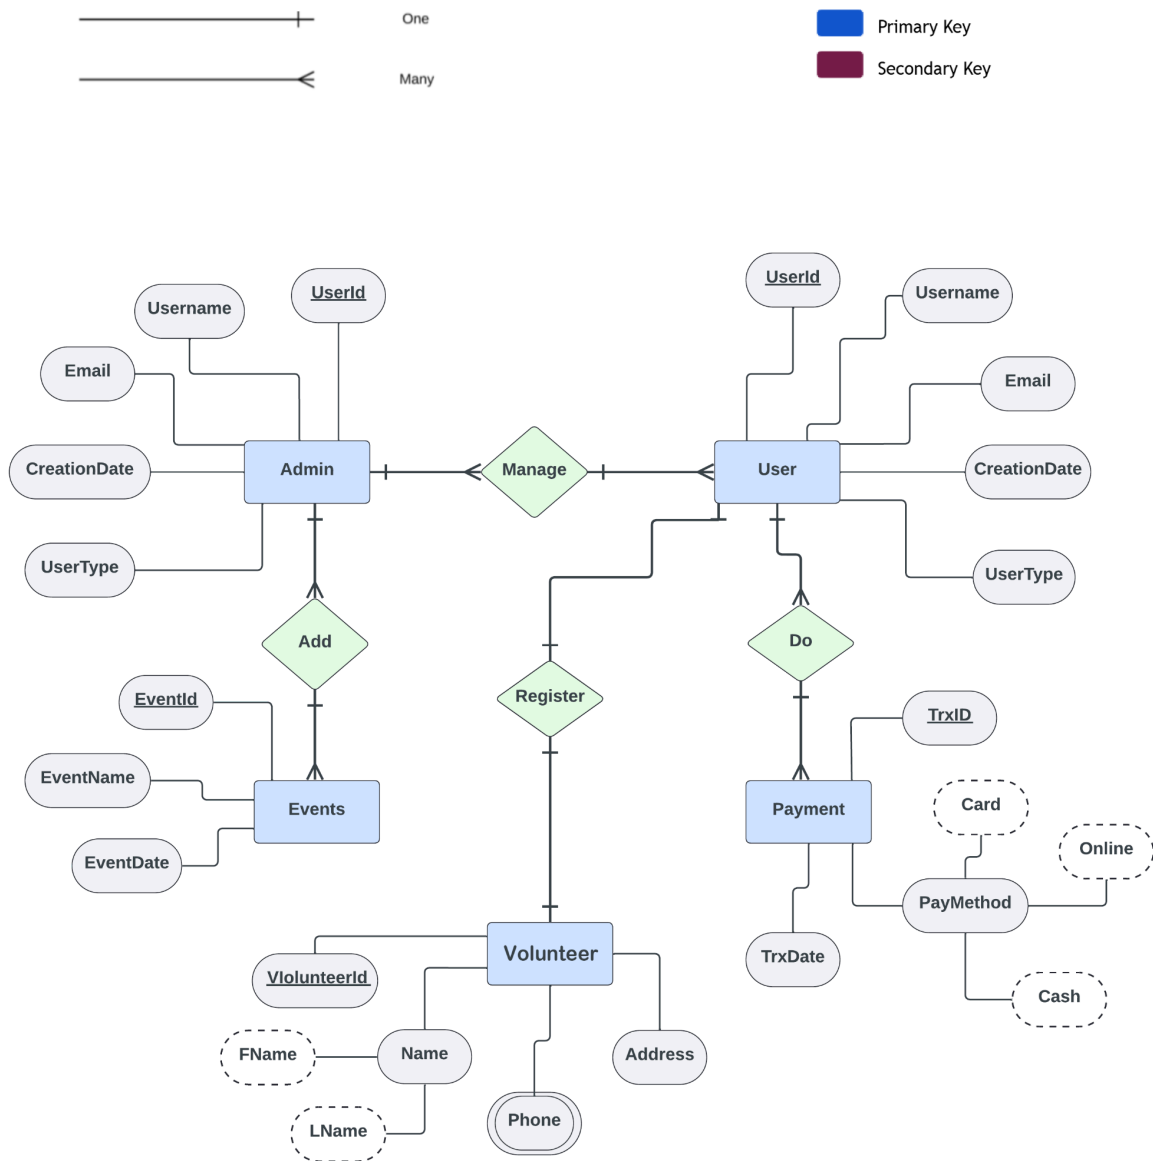 One
Many
Primary Key
Secondary Key
UserId
Username
Email
CreationDate
UserType
Admin
Manage
User
UserId
Username
Email
CreationDate
UserType
Add
Register
Do
EventId
EventName
EventDate
Events
Payment
TrxID
Card
Online
PayMethod
Cash
TrxDate
Volunteer
VIolunteerId
Name
FName
LName
Phone
Address